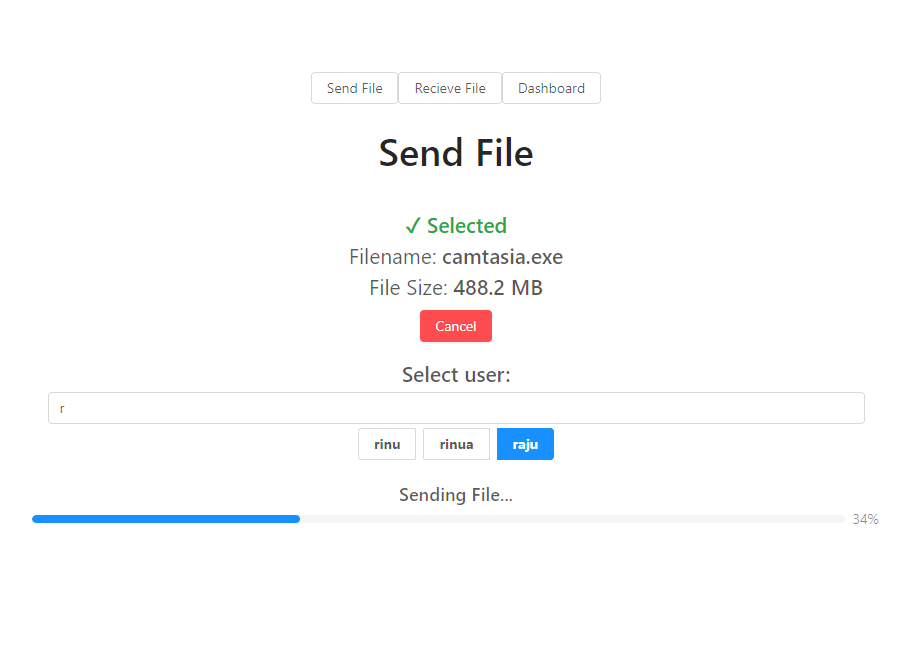 Send File Recieve File Dashboard
Send File
✓ Selected
Filename: camtasia.exe
File Size: 488.2 MB
Cancel
Select user:
r
rinu rinua raju
Sending File...
34%